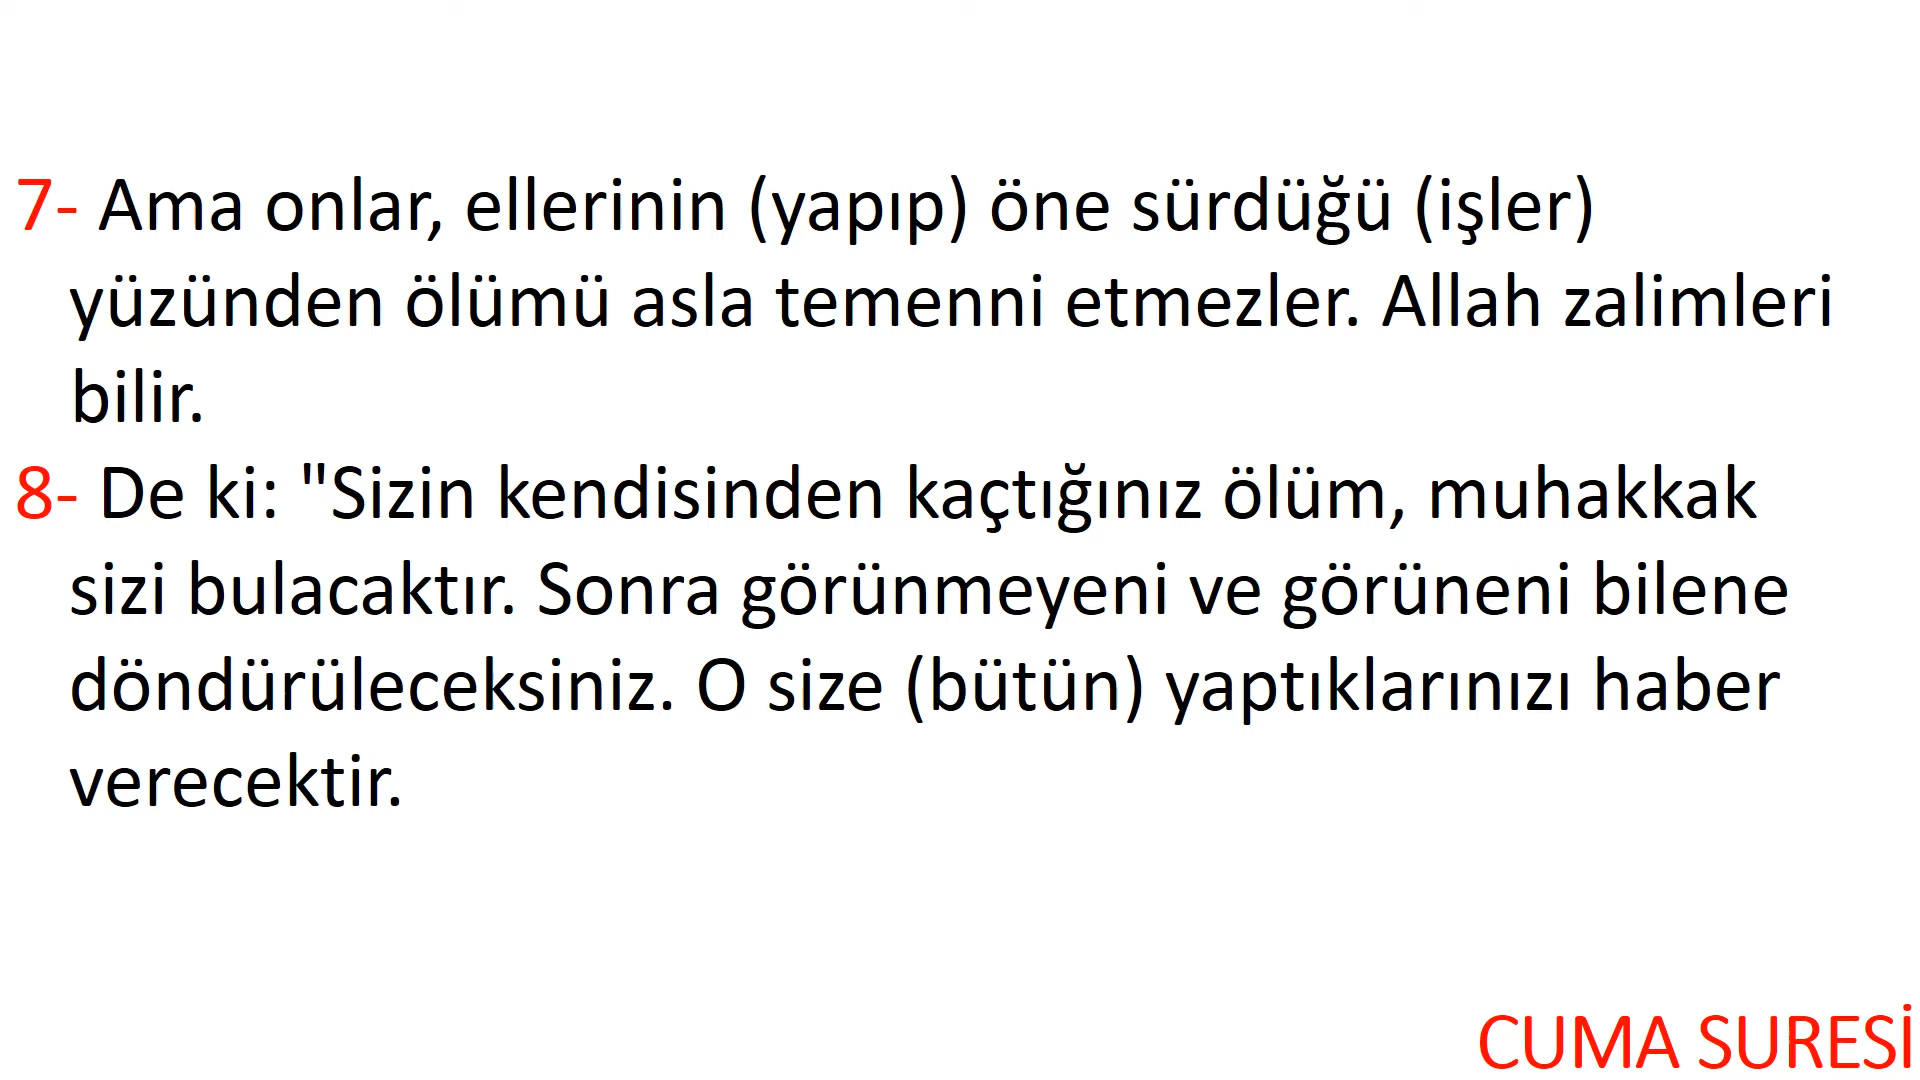 7- Ama onlar, ellerinin (yapıp) öne sürdüğü (işler)
yüzünden ölümü asla temenni etmezler. Allah zalimleri
bilir.
8- De ki: "Sizin kendisinden kaçtığınız ölüm, muhakkak
sizi bulacaktır. Sonra görünmeyeni ve görüneni bilene
döndürüleceksiniz. O size (bütün) yaptıklarınızı haber
verecektir.
CUMA SURESİ